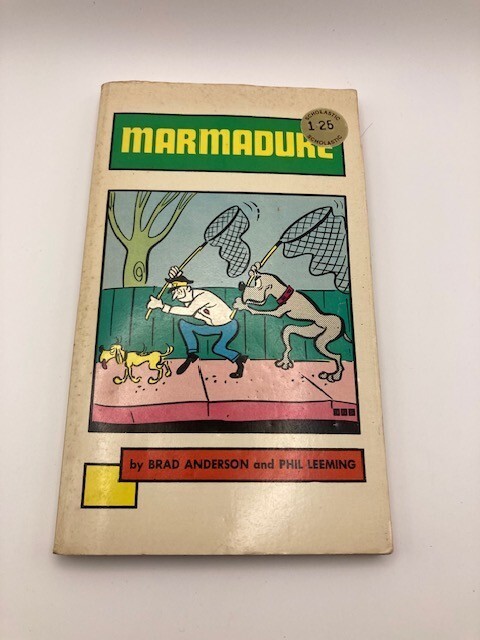 SCHOLASTIC
1 25
SCHOLASTIC
MARMADUKE
by BRAD ANDERSON and PHIL LEEMING